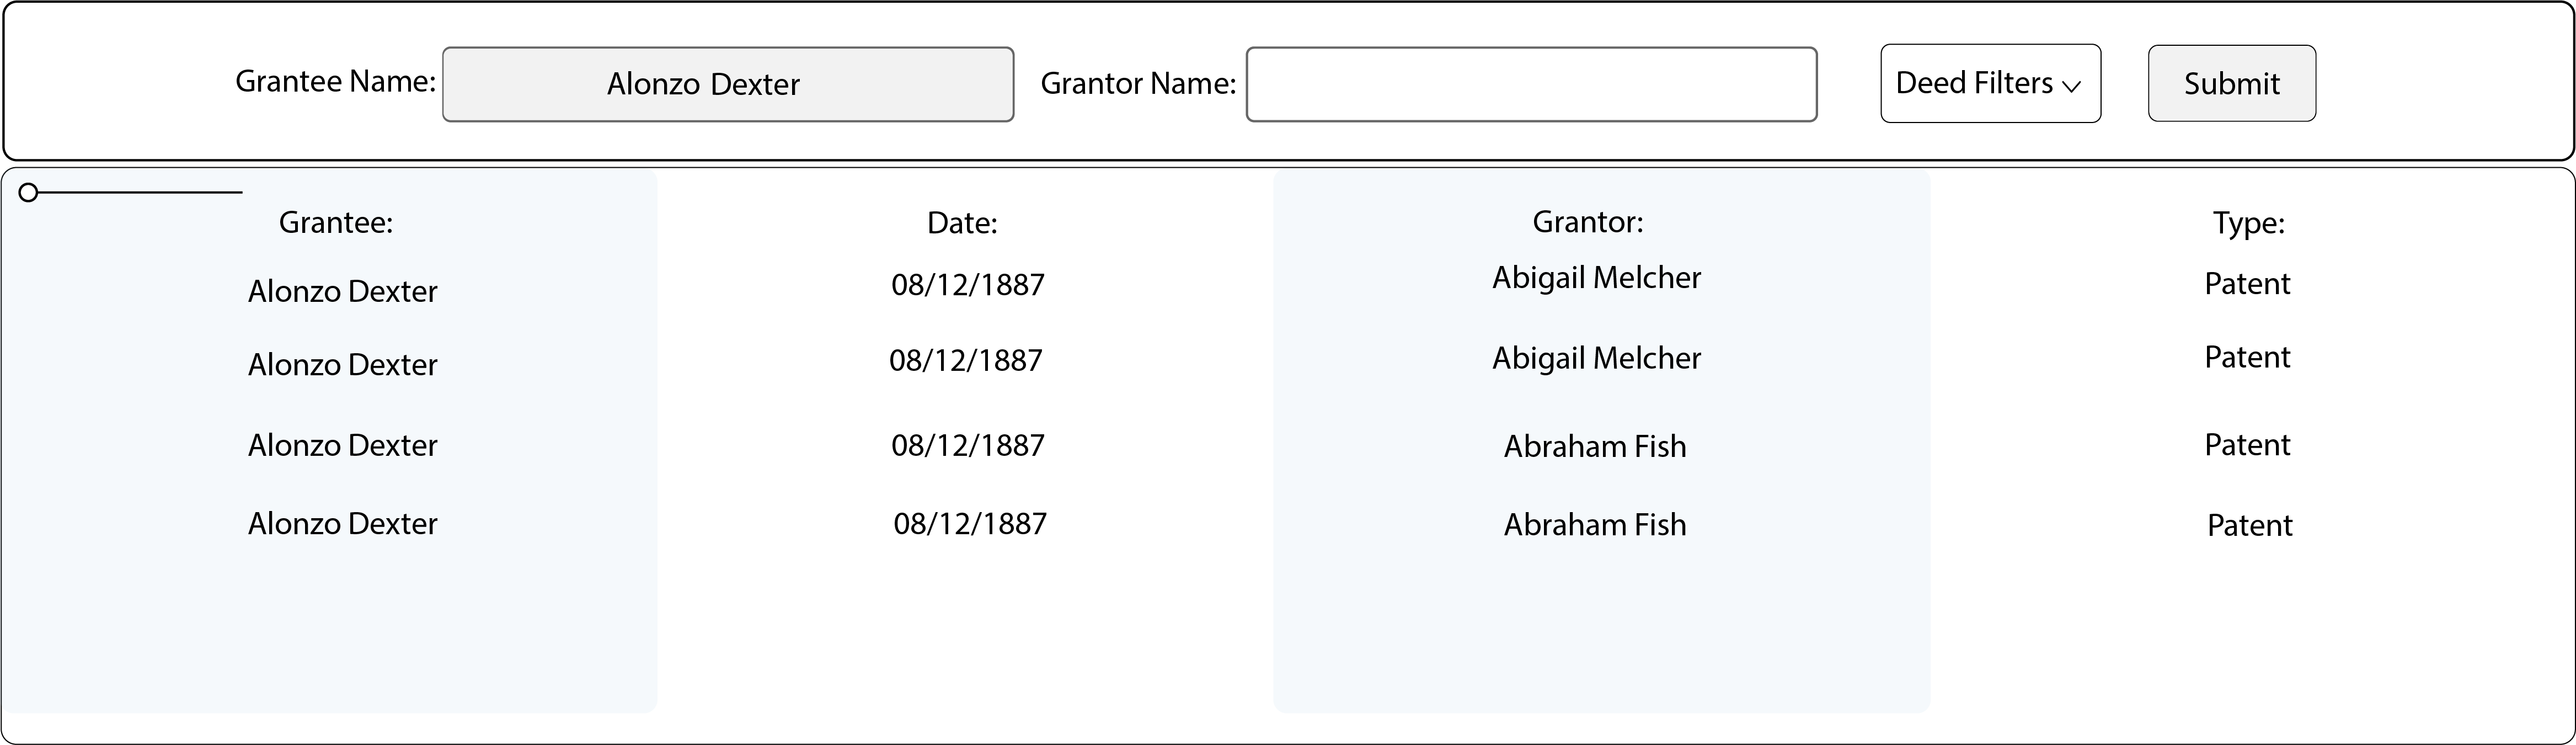 Grantee Name: Alonzo Dexter Grantor Name: Deed Filters Submit
Grantee: Date: Grantor: Type:
Alonzo Dexter 08/12/1887 Abigail Melcher Patent
Alonzo Dexter 08/12/1887 Abigail Melcher Patent
Alonzo Dexter 08/12/1887 Abraham Fish Patent
Alonzo Dexter 08/12/1887 Abraham Fish Patent